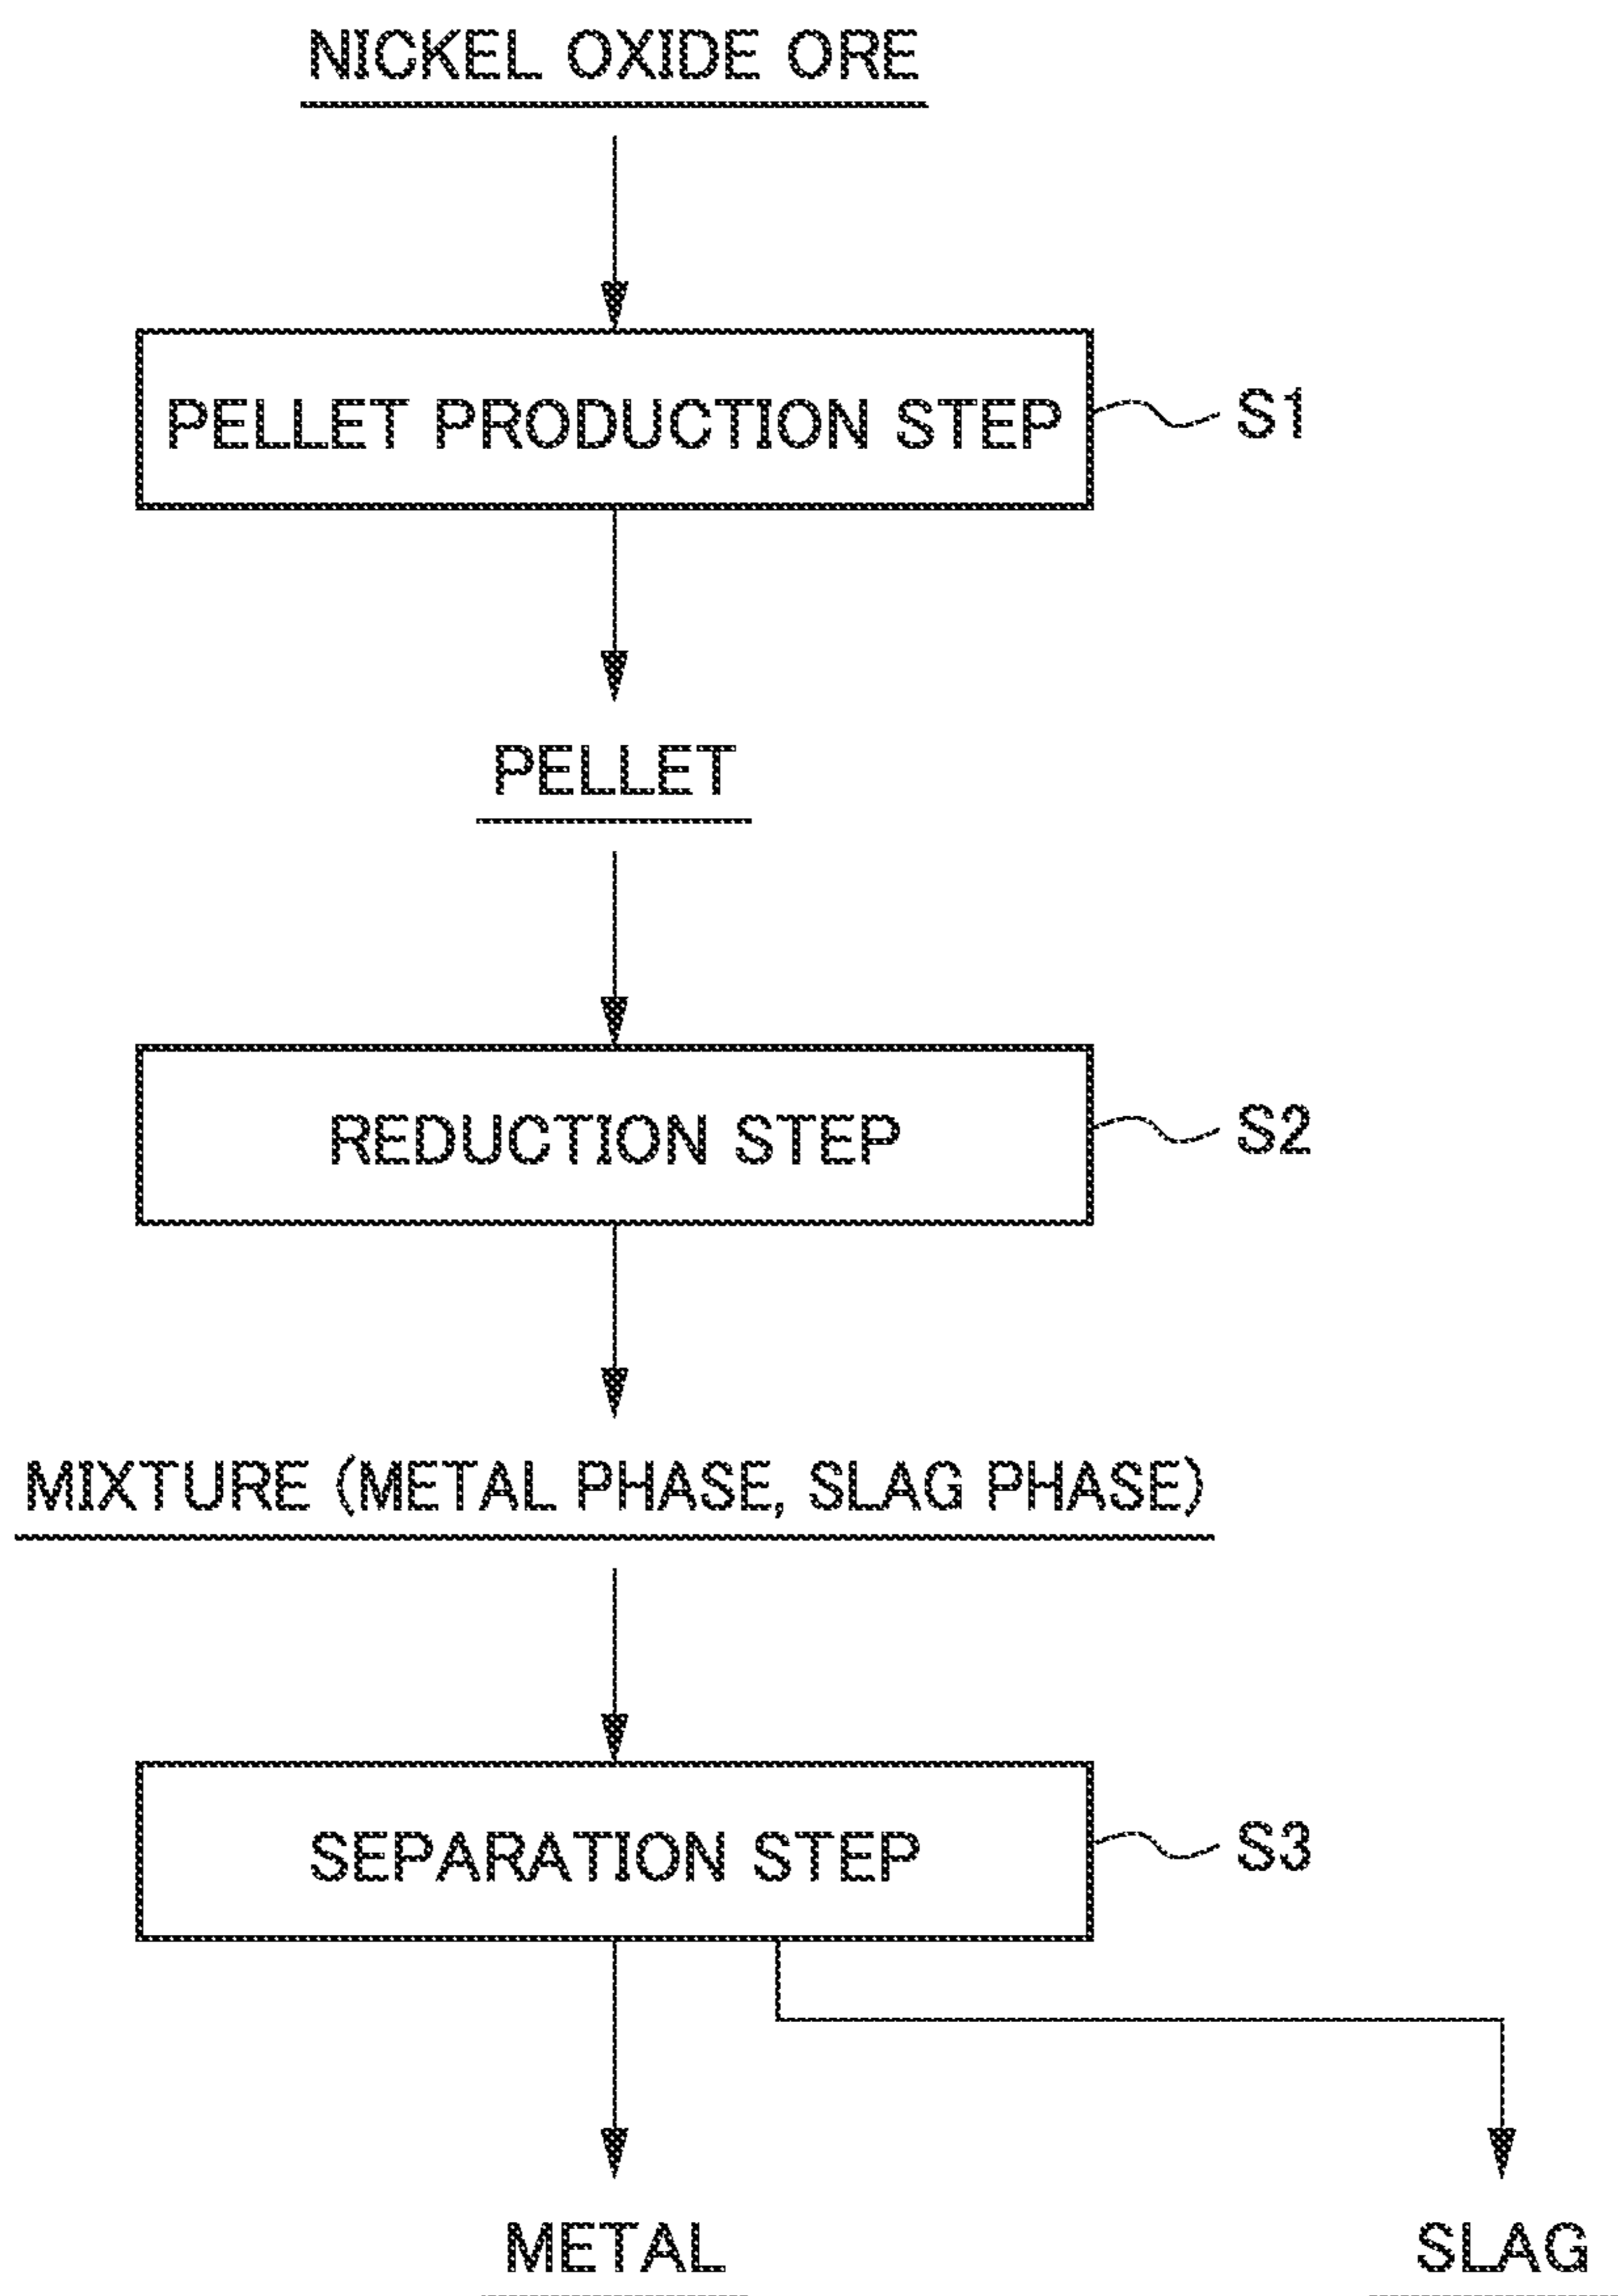 NICKEL OXIDE ORE
PELLET PRODUCTION STEP
S1
PELLET
REDUCTION STEP
S2
MIXTURE (METAL PHASE, SLAG PHASE)
SEPARATION STEP
S3
METAL
SLAG